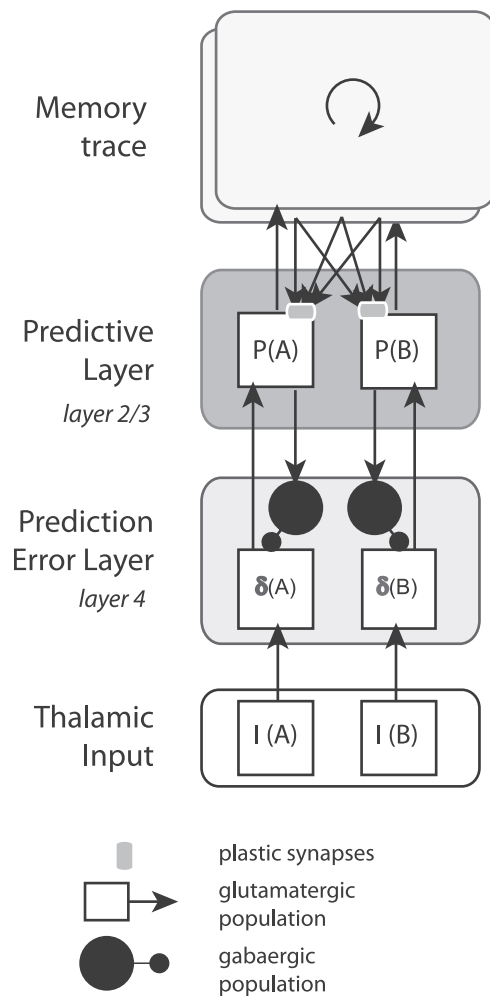 Memory
trace
P(A)
P(B)
Predictive
Layer
layer 2/3
Prediction
Error Layer
layer 4
δ(A)
δ(B)
Thalamic
Input
I (A)
I (B)
plastic synapses
glutamatergic
population
gabaergic
population